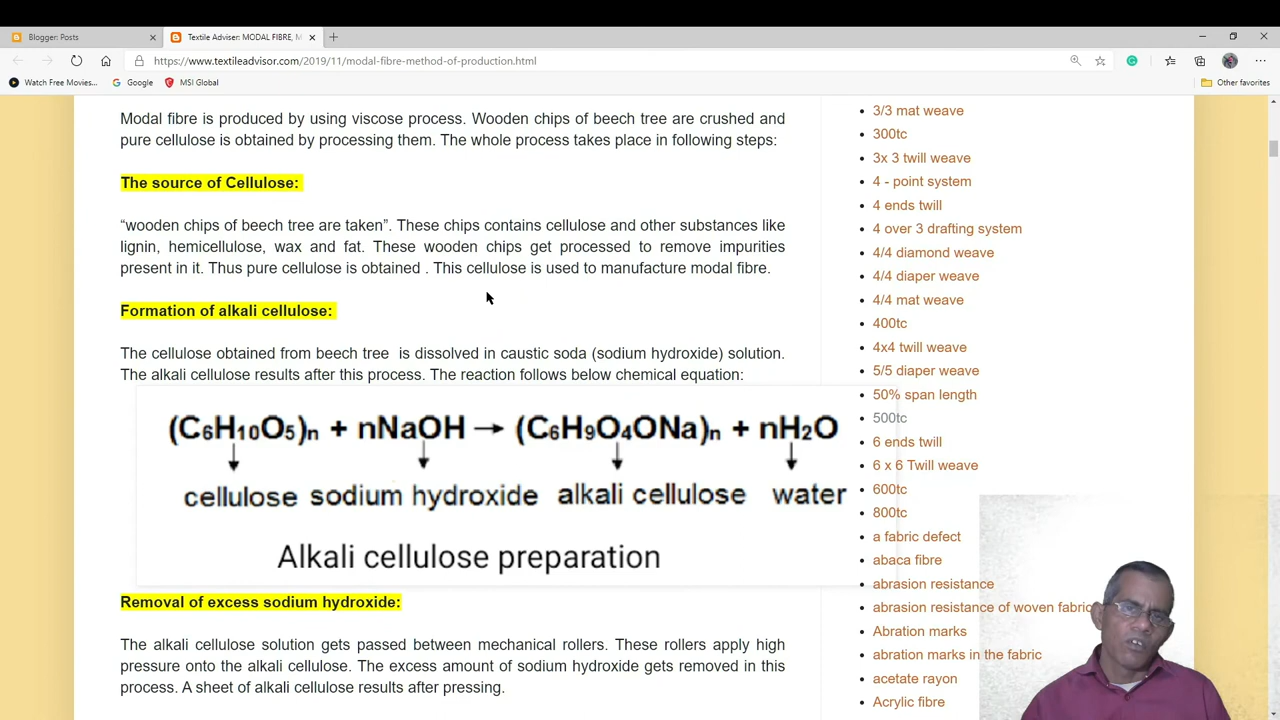 Blogger: Posts
Textile Adviser: MODAL FIBRE, M
https://www.textileadvisor.com/2019/11/modal-fibre-method-of-production.html
Watch Free Movies...
Google
MSI Global
Other favorites
Modal fibre is proced by using viscose process. Wooden chips of beech tree are crushed and
pure cellulose is obtained by processing them. The whole process takes place in following steps:
The source of Cellulose:
“wooden chips of beech tree are taken”. These chips contains cellulose and other substances like
lignin, hemicellulose, wax and fat. These wooden chips get processed to remove impurities
present in it. Thus pure cellulose is obtained . This cellulose is used to manufacture modal fibre.
Formation of alkali cellulose:
The cellulose obtained from beech tree is dissolved in caustic soda (sodium hydroxide) solution.
The alkali cellulose results after this process. The reaction follows below chemical equation:
(C₆H₁₀O₅)ₙ + nNaOH → (C₆H₉O₄ONa)ₙ + nH₂O
cellulose sodium hydroxide alkali cellulose water
Alkali cellulose preparation
Removal of excess sodium hydroxide:
The alkali cellulose solution gets passed between mechanical rollers. These rollers apply high
pressure onto the alkali cellulose. The excess amount of sodium hydroxide gets removed in this
process. A sheet of alkali cellulose results after pressing.
3/3 mat weave
300tc
3x 3 twill weave
4 - point system
4 ends twill
4 over 3 drafting system
4/4 diamond weave
4/4 diaper weave
4/4 mat weave
400tc
4x4 twill weave
5/5 diaper weave
50% span length
500tc
6 ends twill
6 x 6 Twill weave
600tc
800tc
a fabric defect
abaca fibre
abrasion resistance
abrasion resistance of woven fabric
Abration marks
abration marks in the fabric
acetate rayon
Acrylic fibre